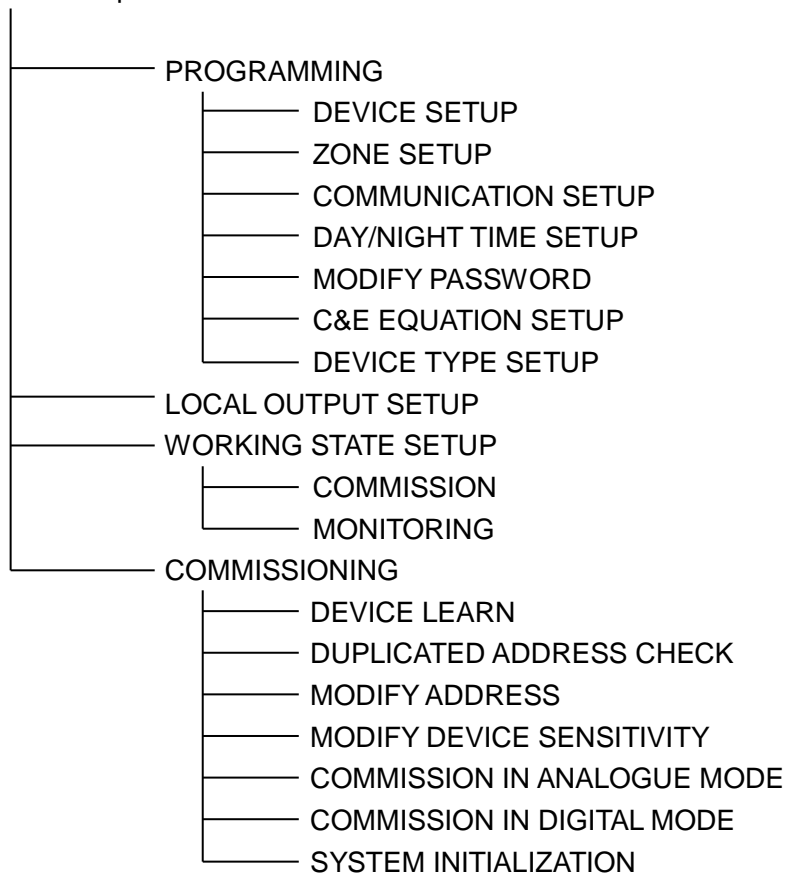 PROGRAMMING
DEVICE SETUP
ZONE SETUP
COMMUNICATION SETUP
DAY/NIGHT TIME SETUP
MODIFY PASSWORD
C&E EQUATION SETUP
DEVICE TYPE SETUP
LOCAL OUTPUT SETUP
WORKING STATE SETUP
COMMISSION
MONITORING
COMMISSIONING
DEVICE LEARN
DUPLICATED ADDRESS CHECK
MODIFY ADDRESS
MODIFY DEVICE SENSITIVITY
COMMISSION IN ANALOGUE MODE
COMMISSION IN DIGITAL MODE
SYSTEM INITIALIZATION